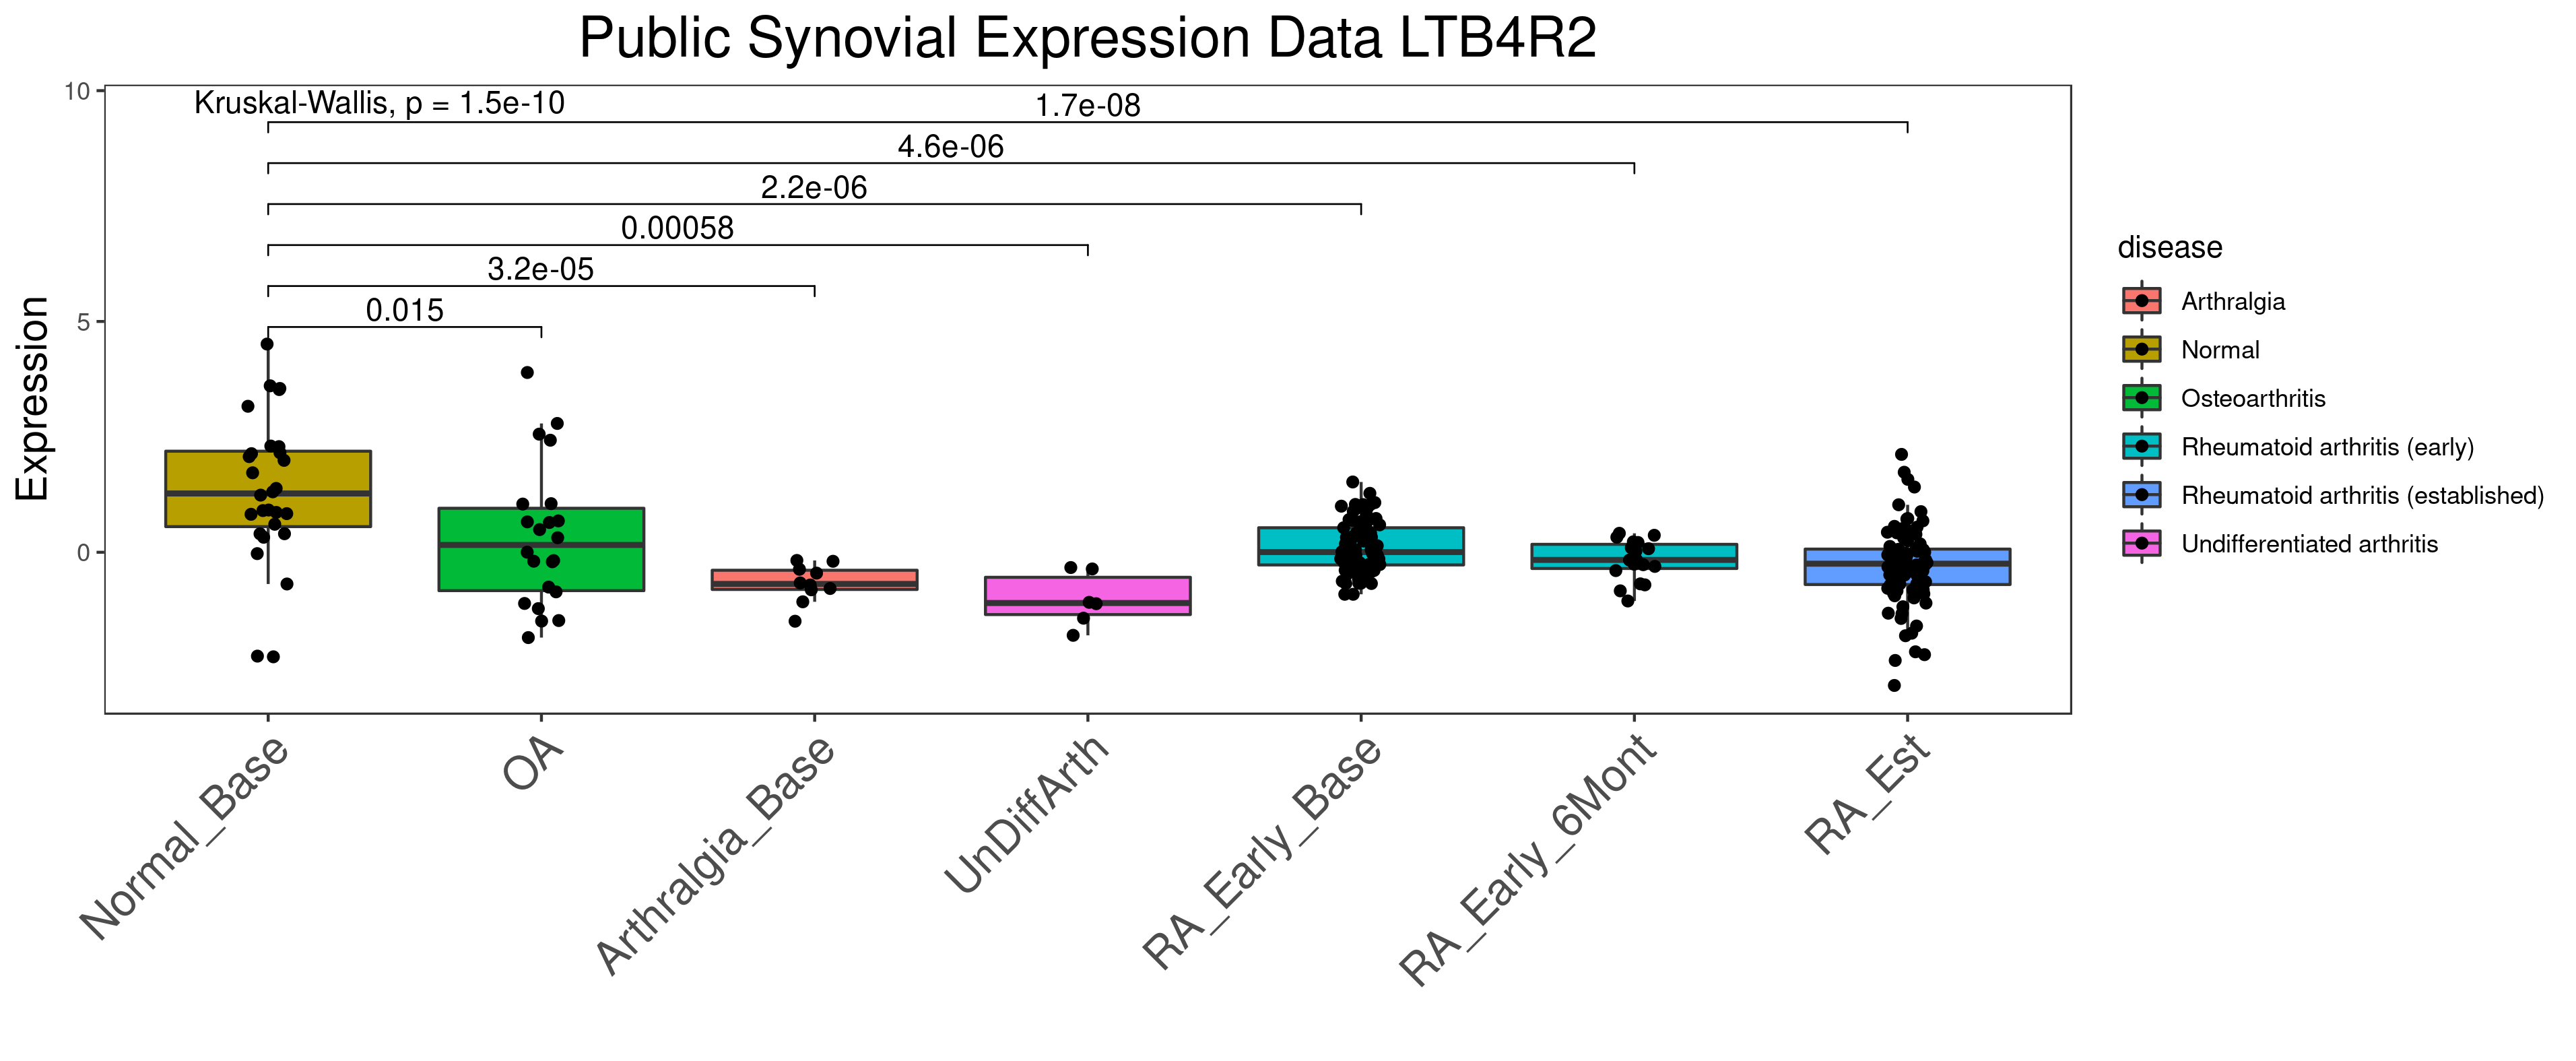 Public Synovial Expression Data LTB4R2
Expression
10
5
0
Kruskal-Wallis, p = 1.5e-10
1.7e-08
4.6e-06
2.2e-06
0.00058
3.2e-05
0.015
Normal_Base
OA
Arthralgia_Base
UnDiffArth
RA_Early_Base
RA_Early_6Mont
RA_Est
disease
Arthralgia
Normal
Osteoarthritis
Rheumatoid arthritis (early)
Rheumatoid arthritis (established)
Undifferentiated arthritis